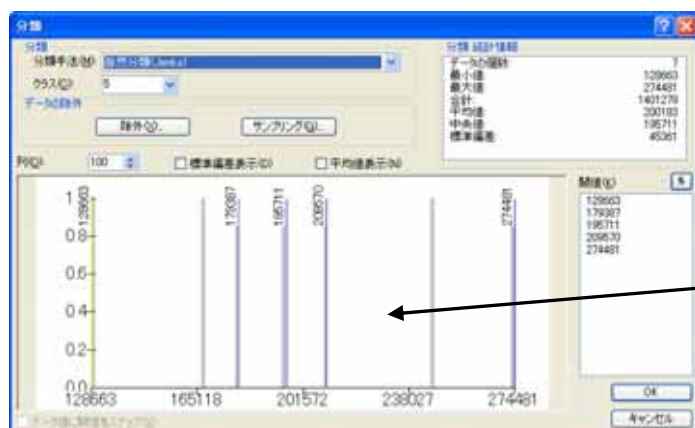 分類
分類
分類手法(M) 自然分類(Jenks)
クラス(C) 5
データの除外
除外(X)...
サンプリング(G)...
分類 統計情報
データの個数 7
最小値 128663
最大値 274481
合計 1401279
平均値 200183
中央値 195711
標準偏差 45361
列(O) 100
標準偏差表示(D)
平均値表示(N)
閾値(K) %
128663
179387
195711
209570
274481
1
0.8
0.6
0.4
0.2
0.0
128663 179387 195711 209570 274481
128663 165118 201572 238027 274481
OK
キャンセル